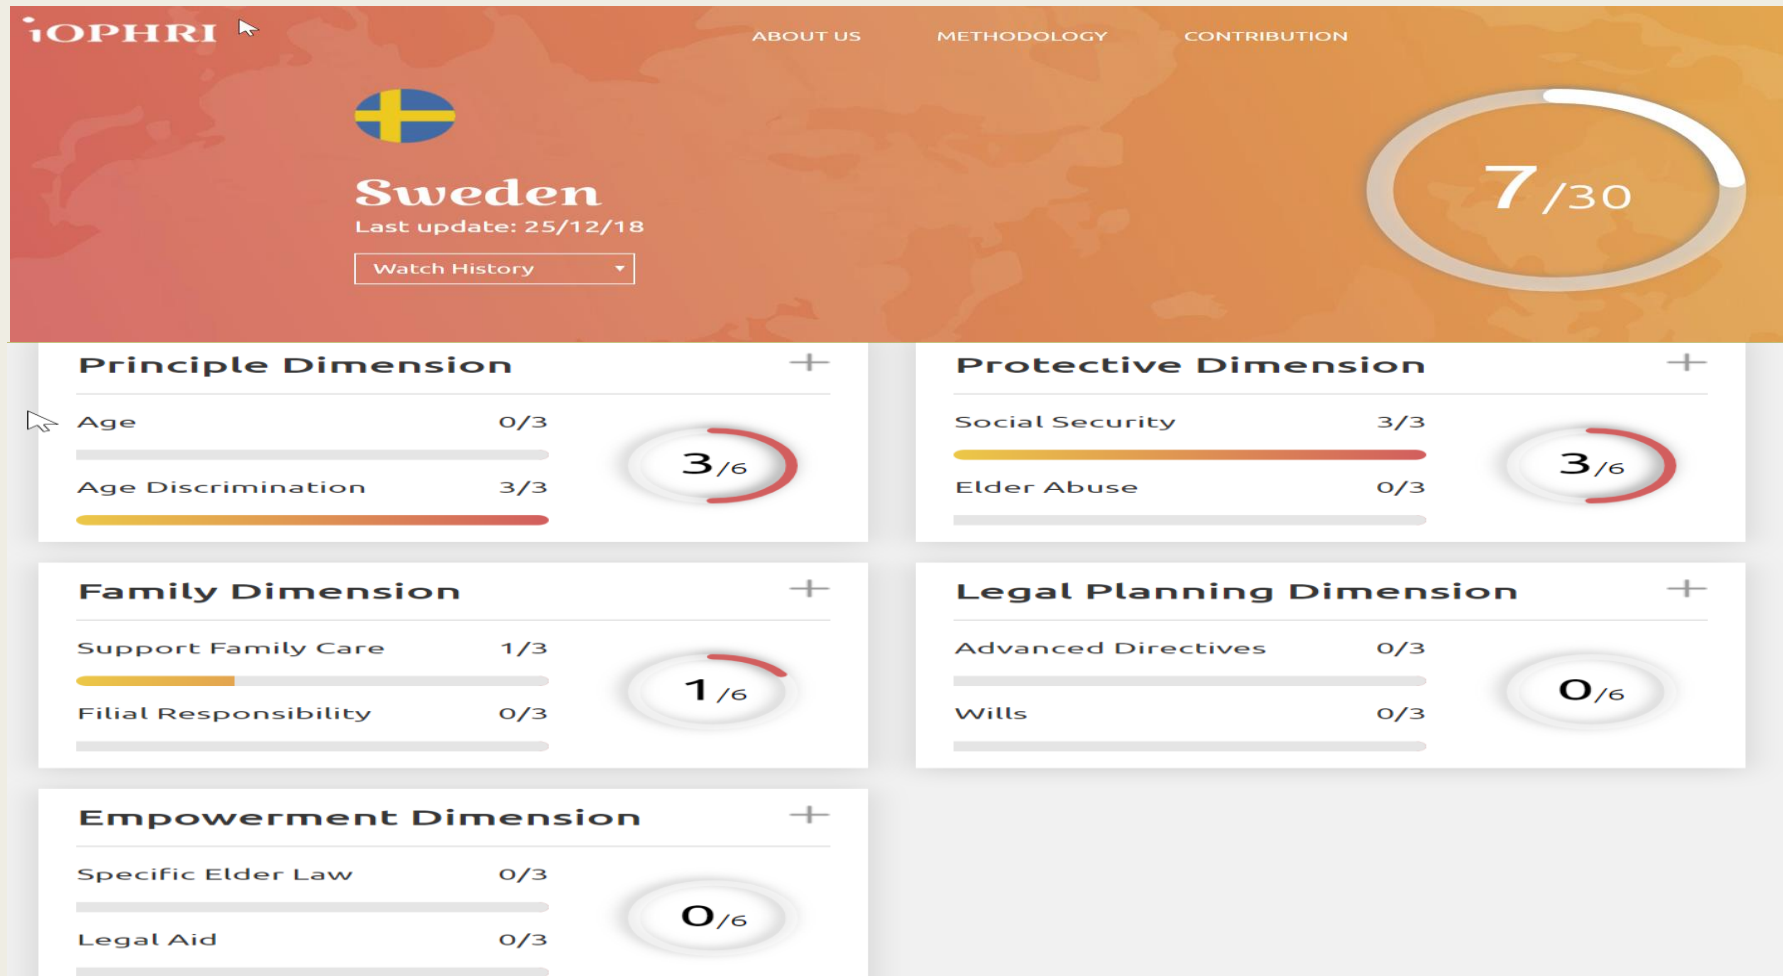 iOPHRI
ABOUT US METHODOLOGY CONTRIBUTION
Sweden
Last update: 25/12/18
Watch History
7/30
Principle Dimension
Age 0/3
Age Discrimination 3/3
3/6
Protective Dimension
Social Security 3/3
Elder Abuse 0/3
3/6
Family Dimension
Support Family Care 1/3
Filial Responsibility 0/3
1/6
Legal Planning Dimension
Advanced Directives 0/3
Wills 0/3
0/6
Empowerment Dimension
Specific Elder Law 0/3
Legal Aid 0/3
0/6